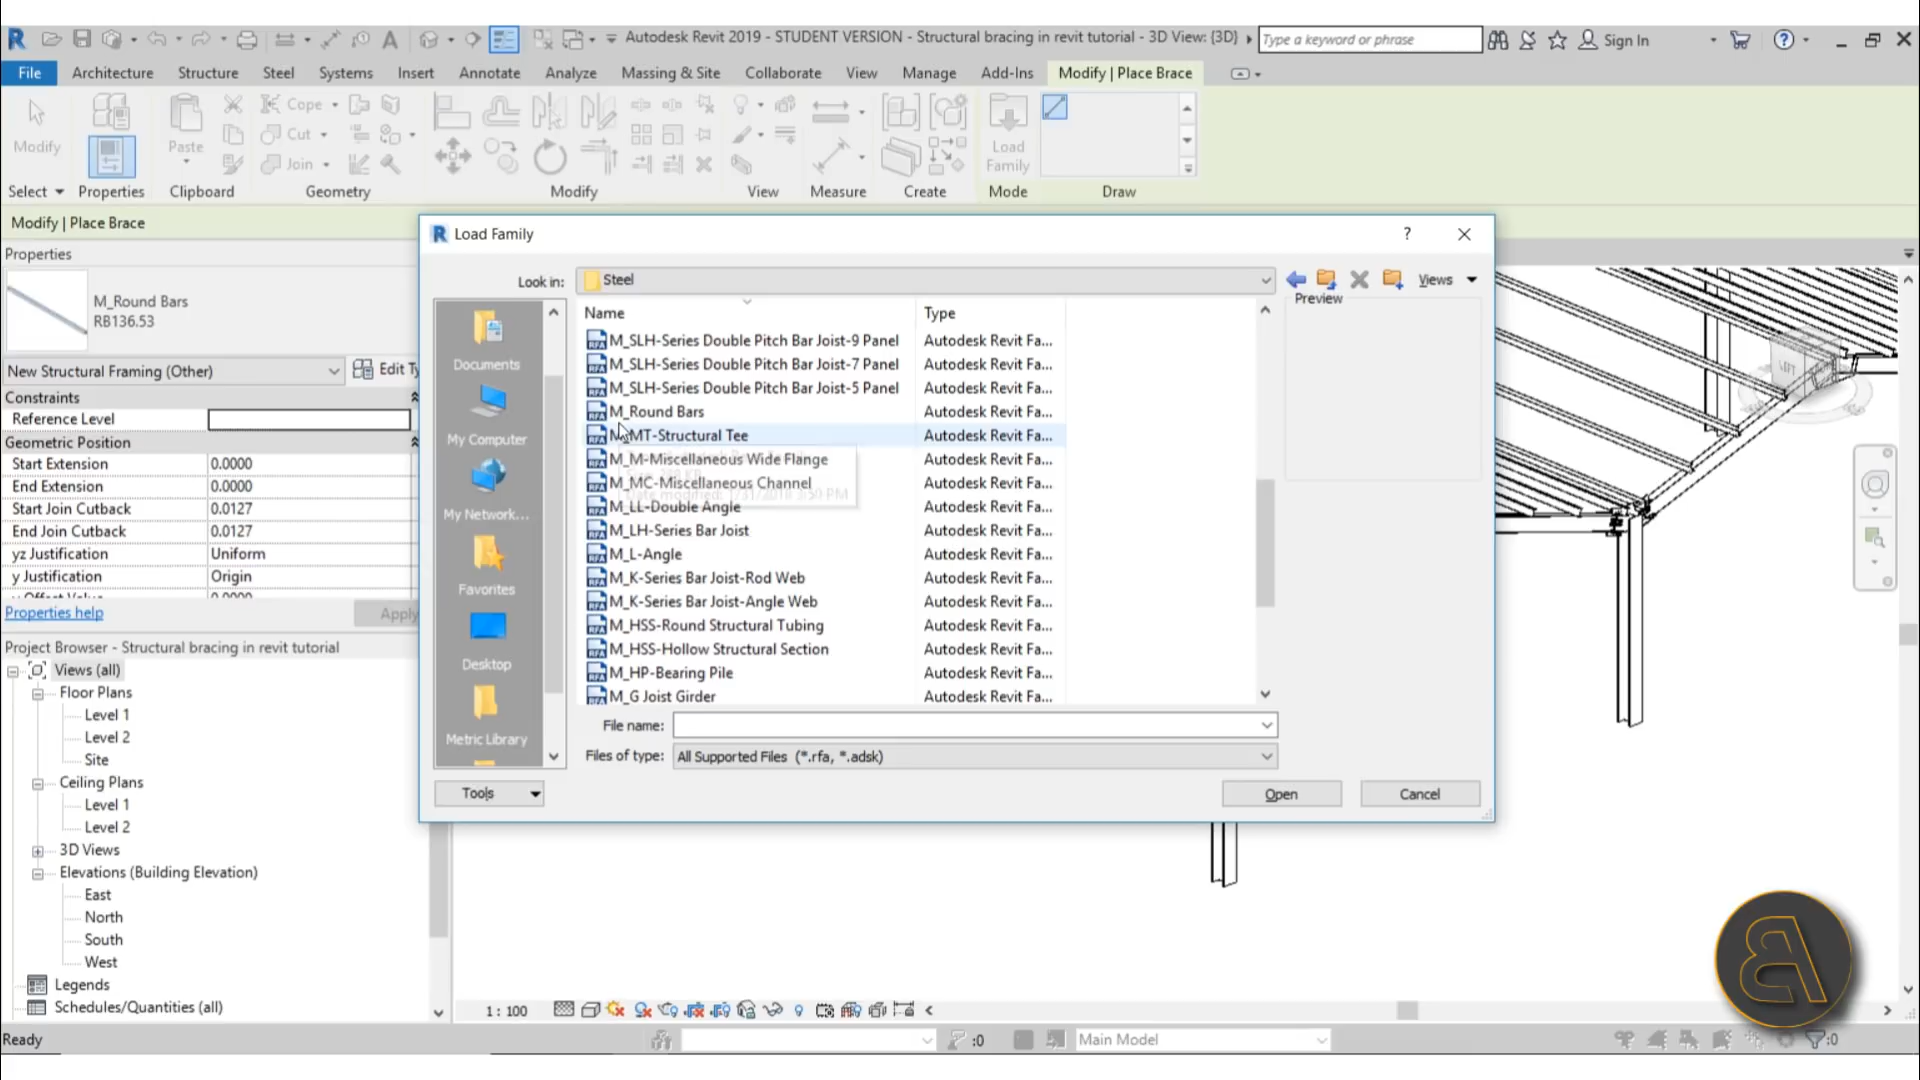 Autodesk Revit 2019 - STUDENT VERSION - Structural bracing in revit tutorial - 3D View: {3D}
Type a keyword or phrase
Sign In
File Architecture Structure Steel Systems Insert Annotate Analyze Massing & Site Collaborate View Manage Add-Ins Modify | Place Brace
Modify
Paste
Cope
Cut
Join
Load
Family
Select Properties Clipboard Geometry Modify View Measure Create Mode Draw
Modify | Place Brace
Properties
M_Round Bars
RB136.53
New Structural Framing (Other)
Edit Ty
Constraints
Reference Level
Geometric Position
Start Extension 0.0000
End Extension 0.0000
Start Join Cutback 0.0127
End Join Cutback 0.0127
yz Justification Uniform
y Justification Origin
y Offset Value 0.0000
Properties help
Apply
Project Browser - Structural bracing in revit tutorial
Views (all)
Floor Plans
Level 1
Level 2
Site
Ceiling Plans
Level 1
Level 2
3D Views
Elevations (Building Elevation)
East
North
South
West
Legends
Schedules/Quantities (all)
Load Family
Look in: Steel
Views
Preview
Documents
My Computer
My Network...
Favorites
Desktop
Metric Library
Name Type
M_SLH-Series Double Pitch Bar Joist-9 Panel Autodesk Revit Fa...
M_SLH-Series Double Pitch Bar Joist-7 Panel Autodesk Revit Fa...
M_SLH-Series Double Pitch Bar Joist-5 Panel Autodesk Revit Fa...
M_Round Bars Autodesk Revit Fa...
M_MT-Structural Tee Autodesk Revit Fa...
M_M-Miscellaneous Wide Flange Autodesk Revit Fa...
M_MC-Miscellaneous Channel Autodesk Revit Fa...
M_LL-Double Angle Autodesk Revit Fa...
M_LH-Series Bar Joist Autodesk Revit Fa...
M_L-Angle Autodesk Revit Fa...
M_K-Series Bar Joist-Rod Web Autodesk Revit Fa...
M_K-Series Bar Joist-Angle Web Autodesk Revit Fa...
M_HSS-Round Structural Tubing Autodesk Revit Fa...
M_HSS-Hollow Structural Section Autodesk Revit Fa...
M_HP-Bearing Pile Autodesk Revit Fa...
M_G Joist Girder Autodesk Revit Fa...
File name:
Files of type: All Supported Files (*.rfa, *.adsk)
Tools
Open
Cancel
1 : 100
Ready
:0
Main Model
:0